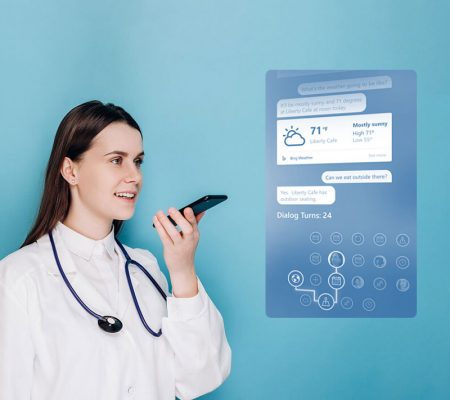 What's the weather going to be like?
It'll be mostly sunny and 71 degrees
at Liberty Cafe at noon today.
71 °F
Liberty Cafe
Mostly sunny
High 71°
Low 55°
Bing Weather
See more
Can we eat outside there?
Yes. Liberty Cafe has
outdoor seating.
Dialog Turns: 24